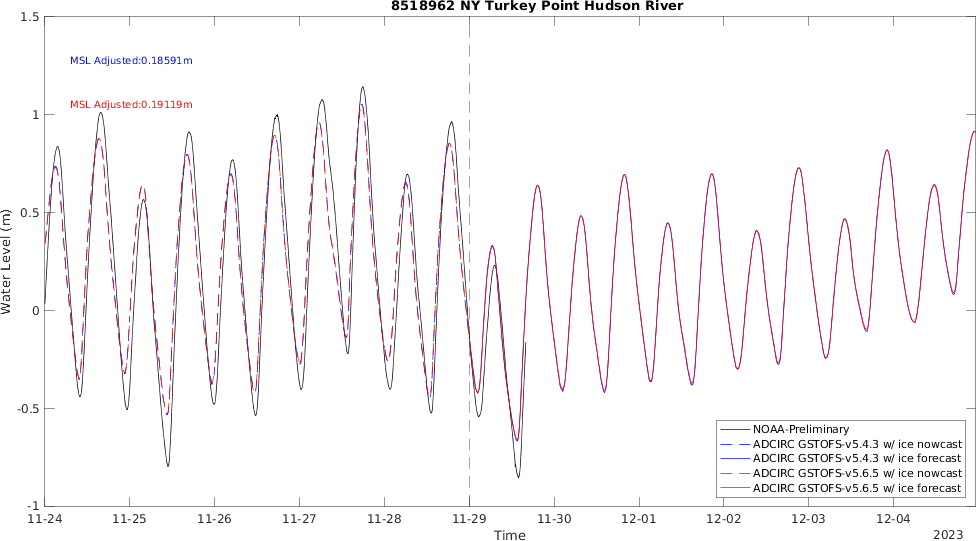 8518962 NY Turkey Point Hudson River
1.5
1
0.5
0
-0.5
-1
Water Level (m)
MSL Adjusted:0.18591m
MSL Adjusted:0.19119m
NOAA-Preliminary
ADCIRC GSTOFS-v5.4.3 w/ ice nowcast
ADCIRC GSTOFS-v5.4.3 w/ ice forecast
ADCIRC GSTOFS-v5.6.5 w/ ice nowcast
ADCIRC GSTOFS-v5.6.5 w/ ice forecast
11-24 11-25 11-26 11-27 11-28 11-29 11-30 12-01 12-02 12-03 12-04
Time
2023